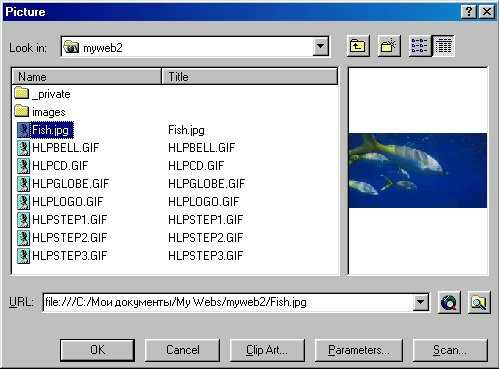 Picture
Look in: myweb2
Name Title
_private
images
Fish.jpg Fish.jpg
HLPBELL.GIF HLPBELL.GIF
HLPCD.GIF HLPCD.GIF
HLPGLOBE.GIF HLPGLOBE.GIF
HLPLOGO.GIF HLPLOGO.GIF
HLPSTEP1.GIF HLPSTEP1.GIF
HLPSTEP2.GIF HLPSTEP2.GIF
HLPSTEP3.GIF HLPSTEP3.GIF
URL: file:///C:/Мои документы/My Webs/myweb2/Fish.jpg
OK Cancel Clip Art... Parameters... Scan...